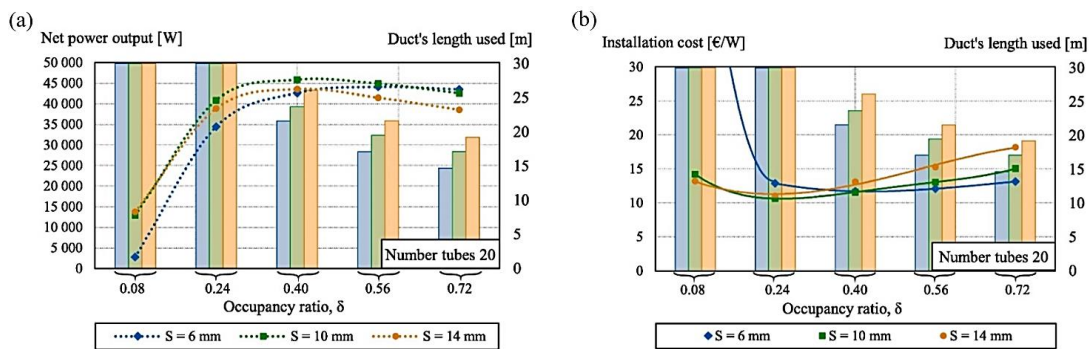 (a)
Net power output [W]
Duct's length used [m]
50 000
45 000
40 000
35 000
30 000
25 000
20 000
15 000
10 000
5 000
0
30
25
20
15
10
5
0
Number tubes 20
0.08 0.24 0.40 0.56 0.72
Occupancy ratio, δ
S = 6 mm S = 10 mm S = 14 mm
(b)
Installation cost [€/W]
Duct's length used [m]
30
25
20
15
10
5
0
30
25
20
15
10
5
0
Number tubes 20
0.08 0.24 0.40 0.56 0.72
Occupancy ratio, δ
S = 6 mm S = 10 mm S = 14 mm